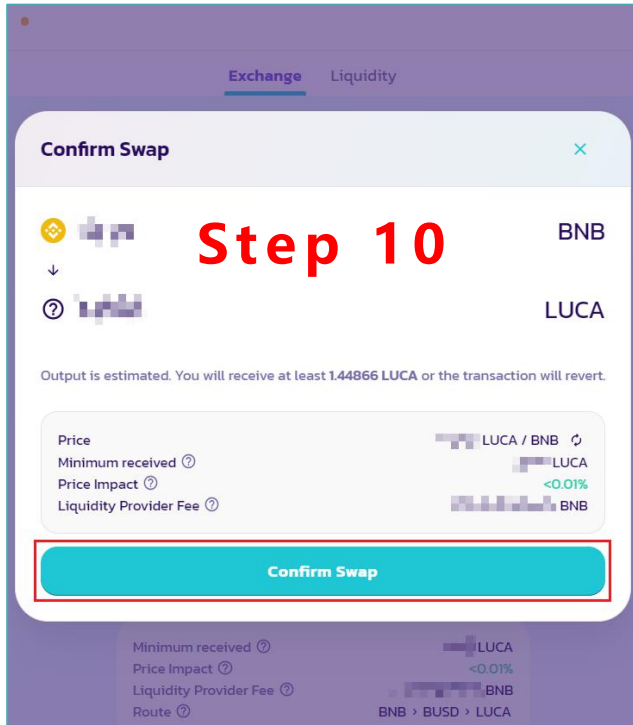 Exchange Liquidity
Confirm Swap
Step 10
BNB
LUCA
Output is estimated. You will receive at least 1.44866 LUCA or the transaction will revert.
Price LUCA / BNB
Minimum received LUCA
Price Impact <0.01%
Liquidity Provider Fee BNB
Confirm Swap
Minimum received LUCA
Price Impact <0.01%
Liquidity Provider Fee BNB
Route BNB > BUSD > LUCA